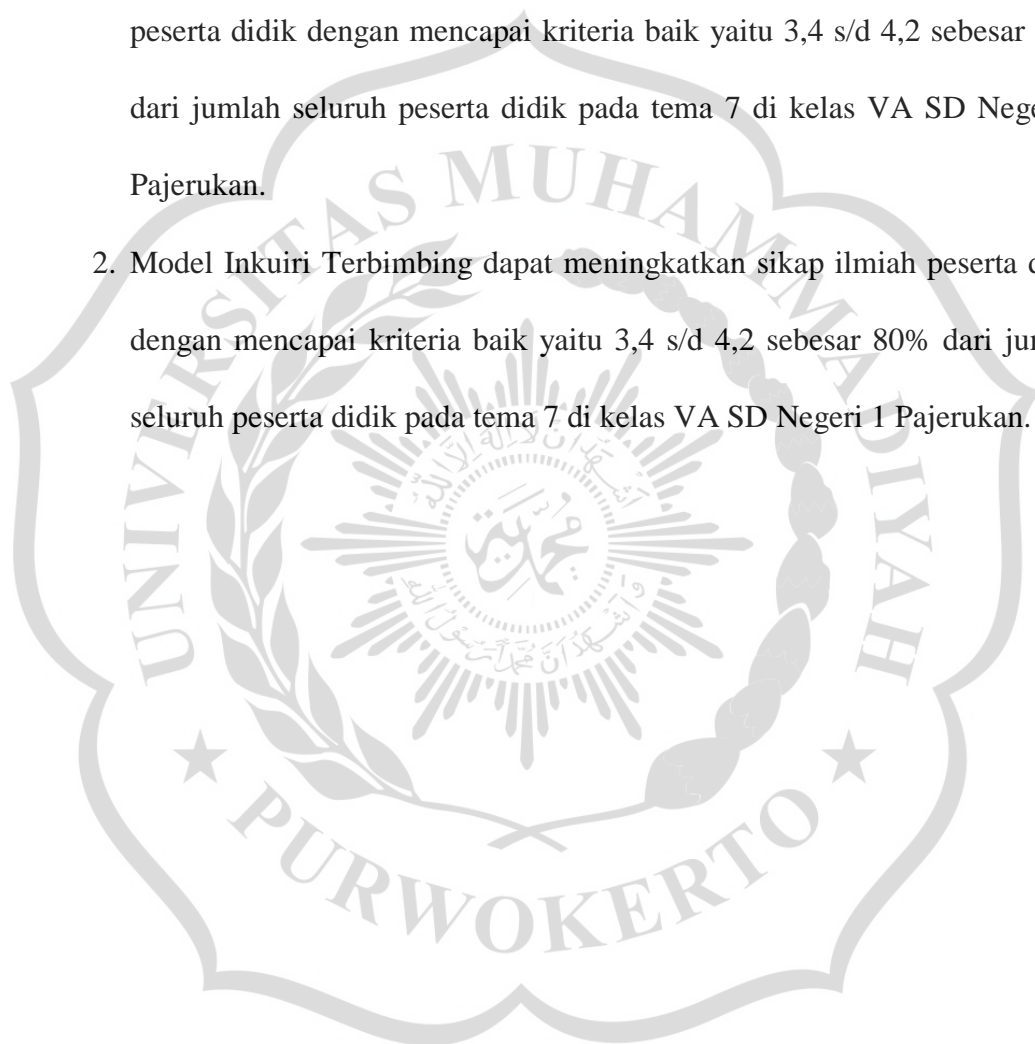 peserta didik dengan mencapai kriteria baik yaitu 3,4 s/d 4,2 sebesar
dari jumlah seluruh peserta didik pada tema 7 di kelas VA SD
Pajerukan.
2. Model Inkuiri Terbimbing dapat meningkatkan sikap ilmiah peserta
dengan mencapai kriteria baik yaitu 3,4 s/d 4,2 sebesar 80% dari
seluruh peserta didik pada tema 7 di kelas VA SD Negeri 1 Pajerukan.
UNIVERSITAS MUHAMMADIYAH
PURWOKERTO